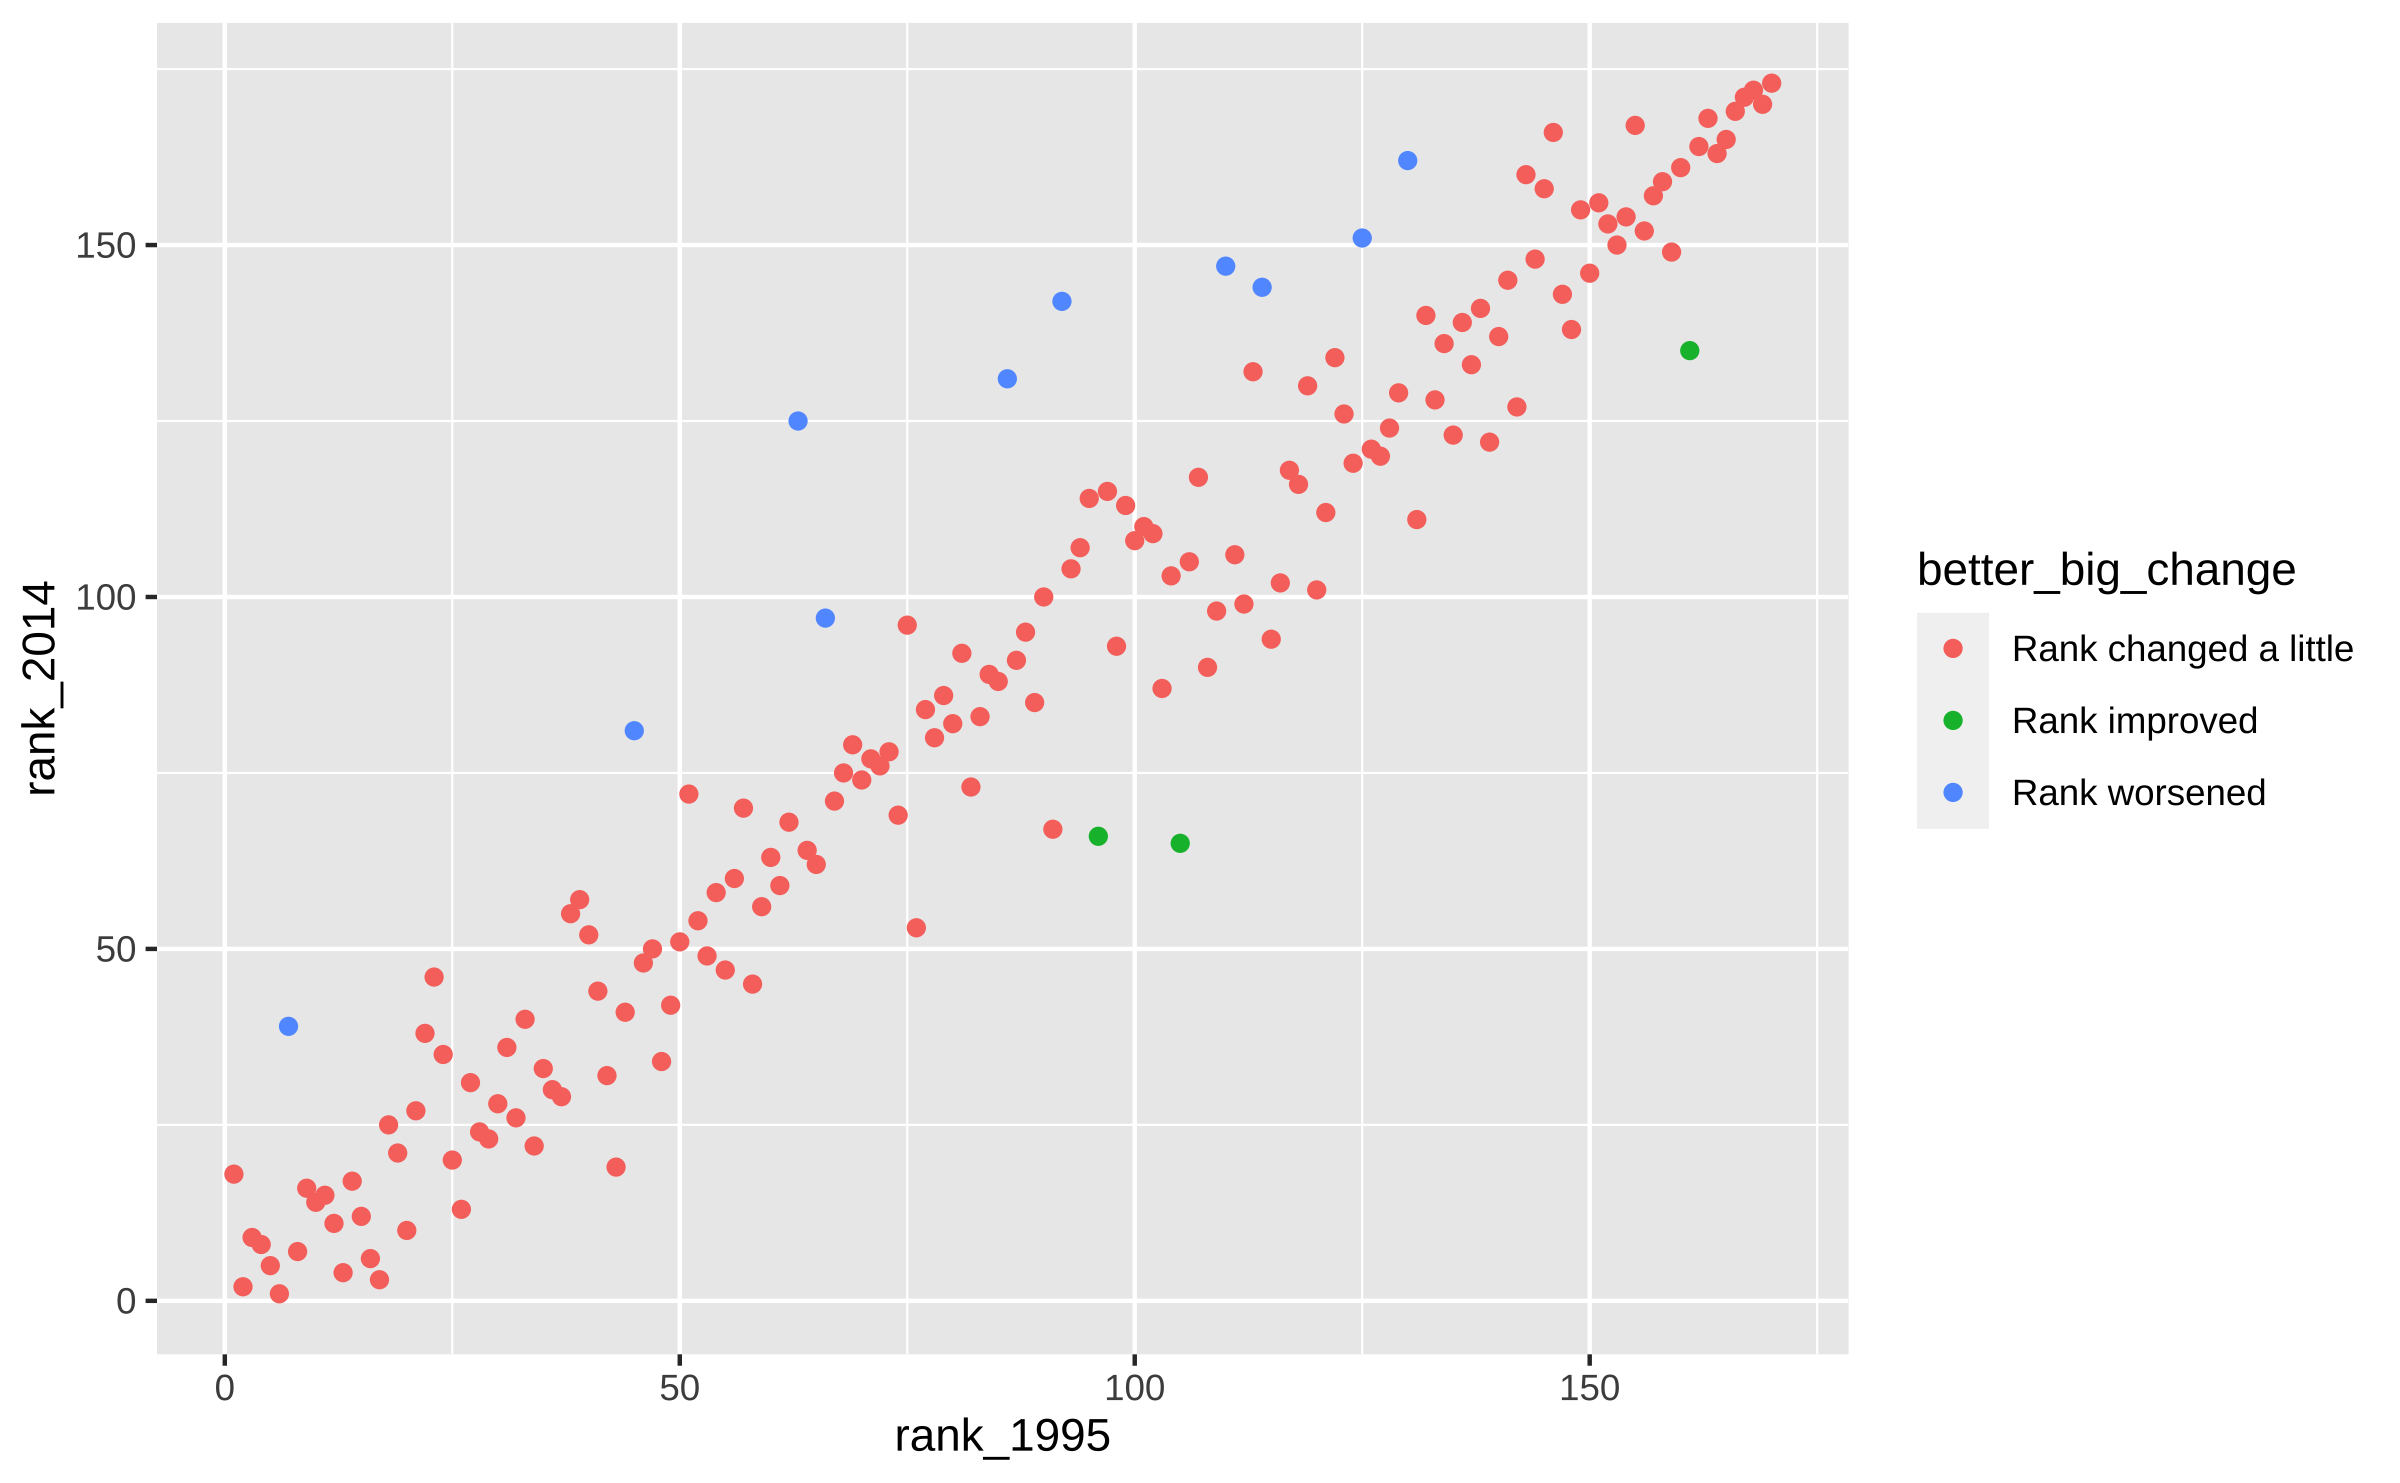 150
100
50
0
rank_2014
0
50
100
150
rank_1995
better_big_change
Rank changed a little
Rank improved
Rank worsened